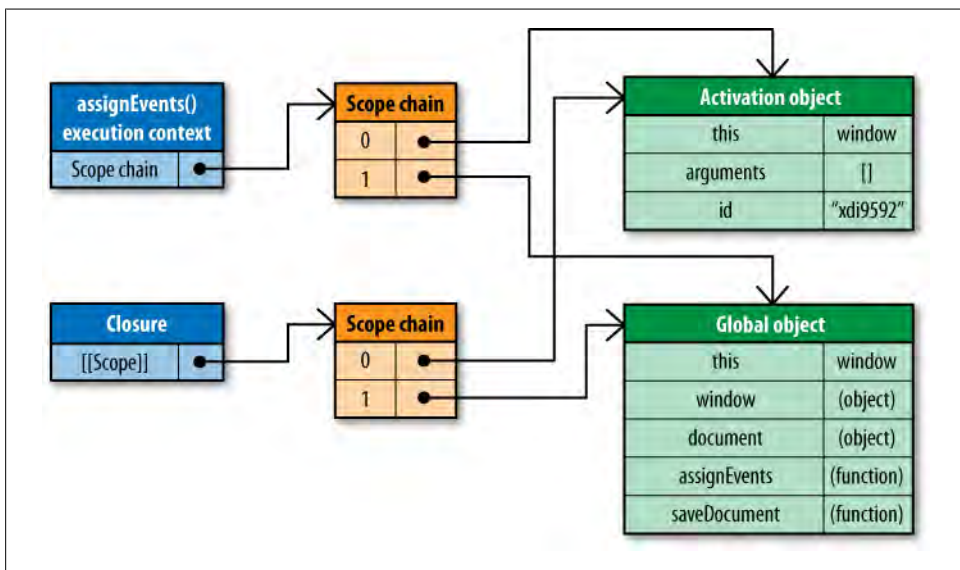 assignEvents()
execution context
Scope chain
Scope chain
0
1
Activation object
this window
arguments []
id “xdi9592”
Closure
[[Scope]]
Scope chain
0
1
Global object
this window
window (object)
document (object)
assignEvents (function)
saveDocument (function)